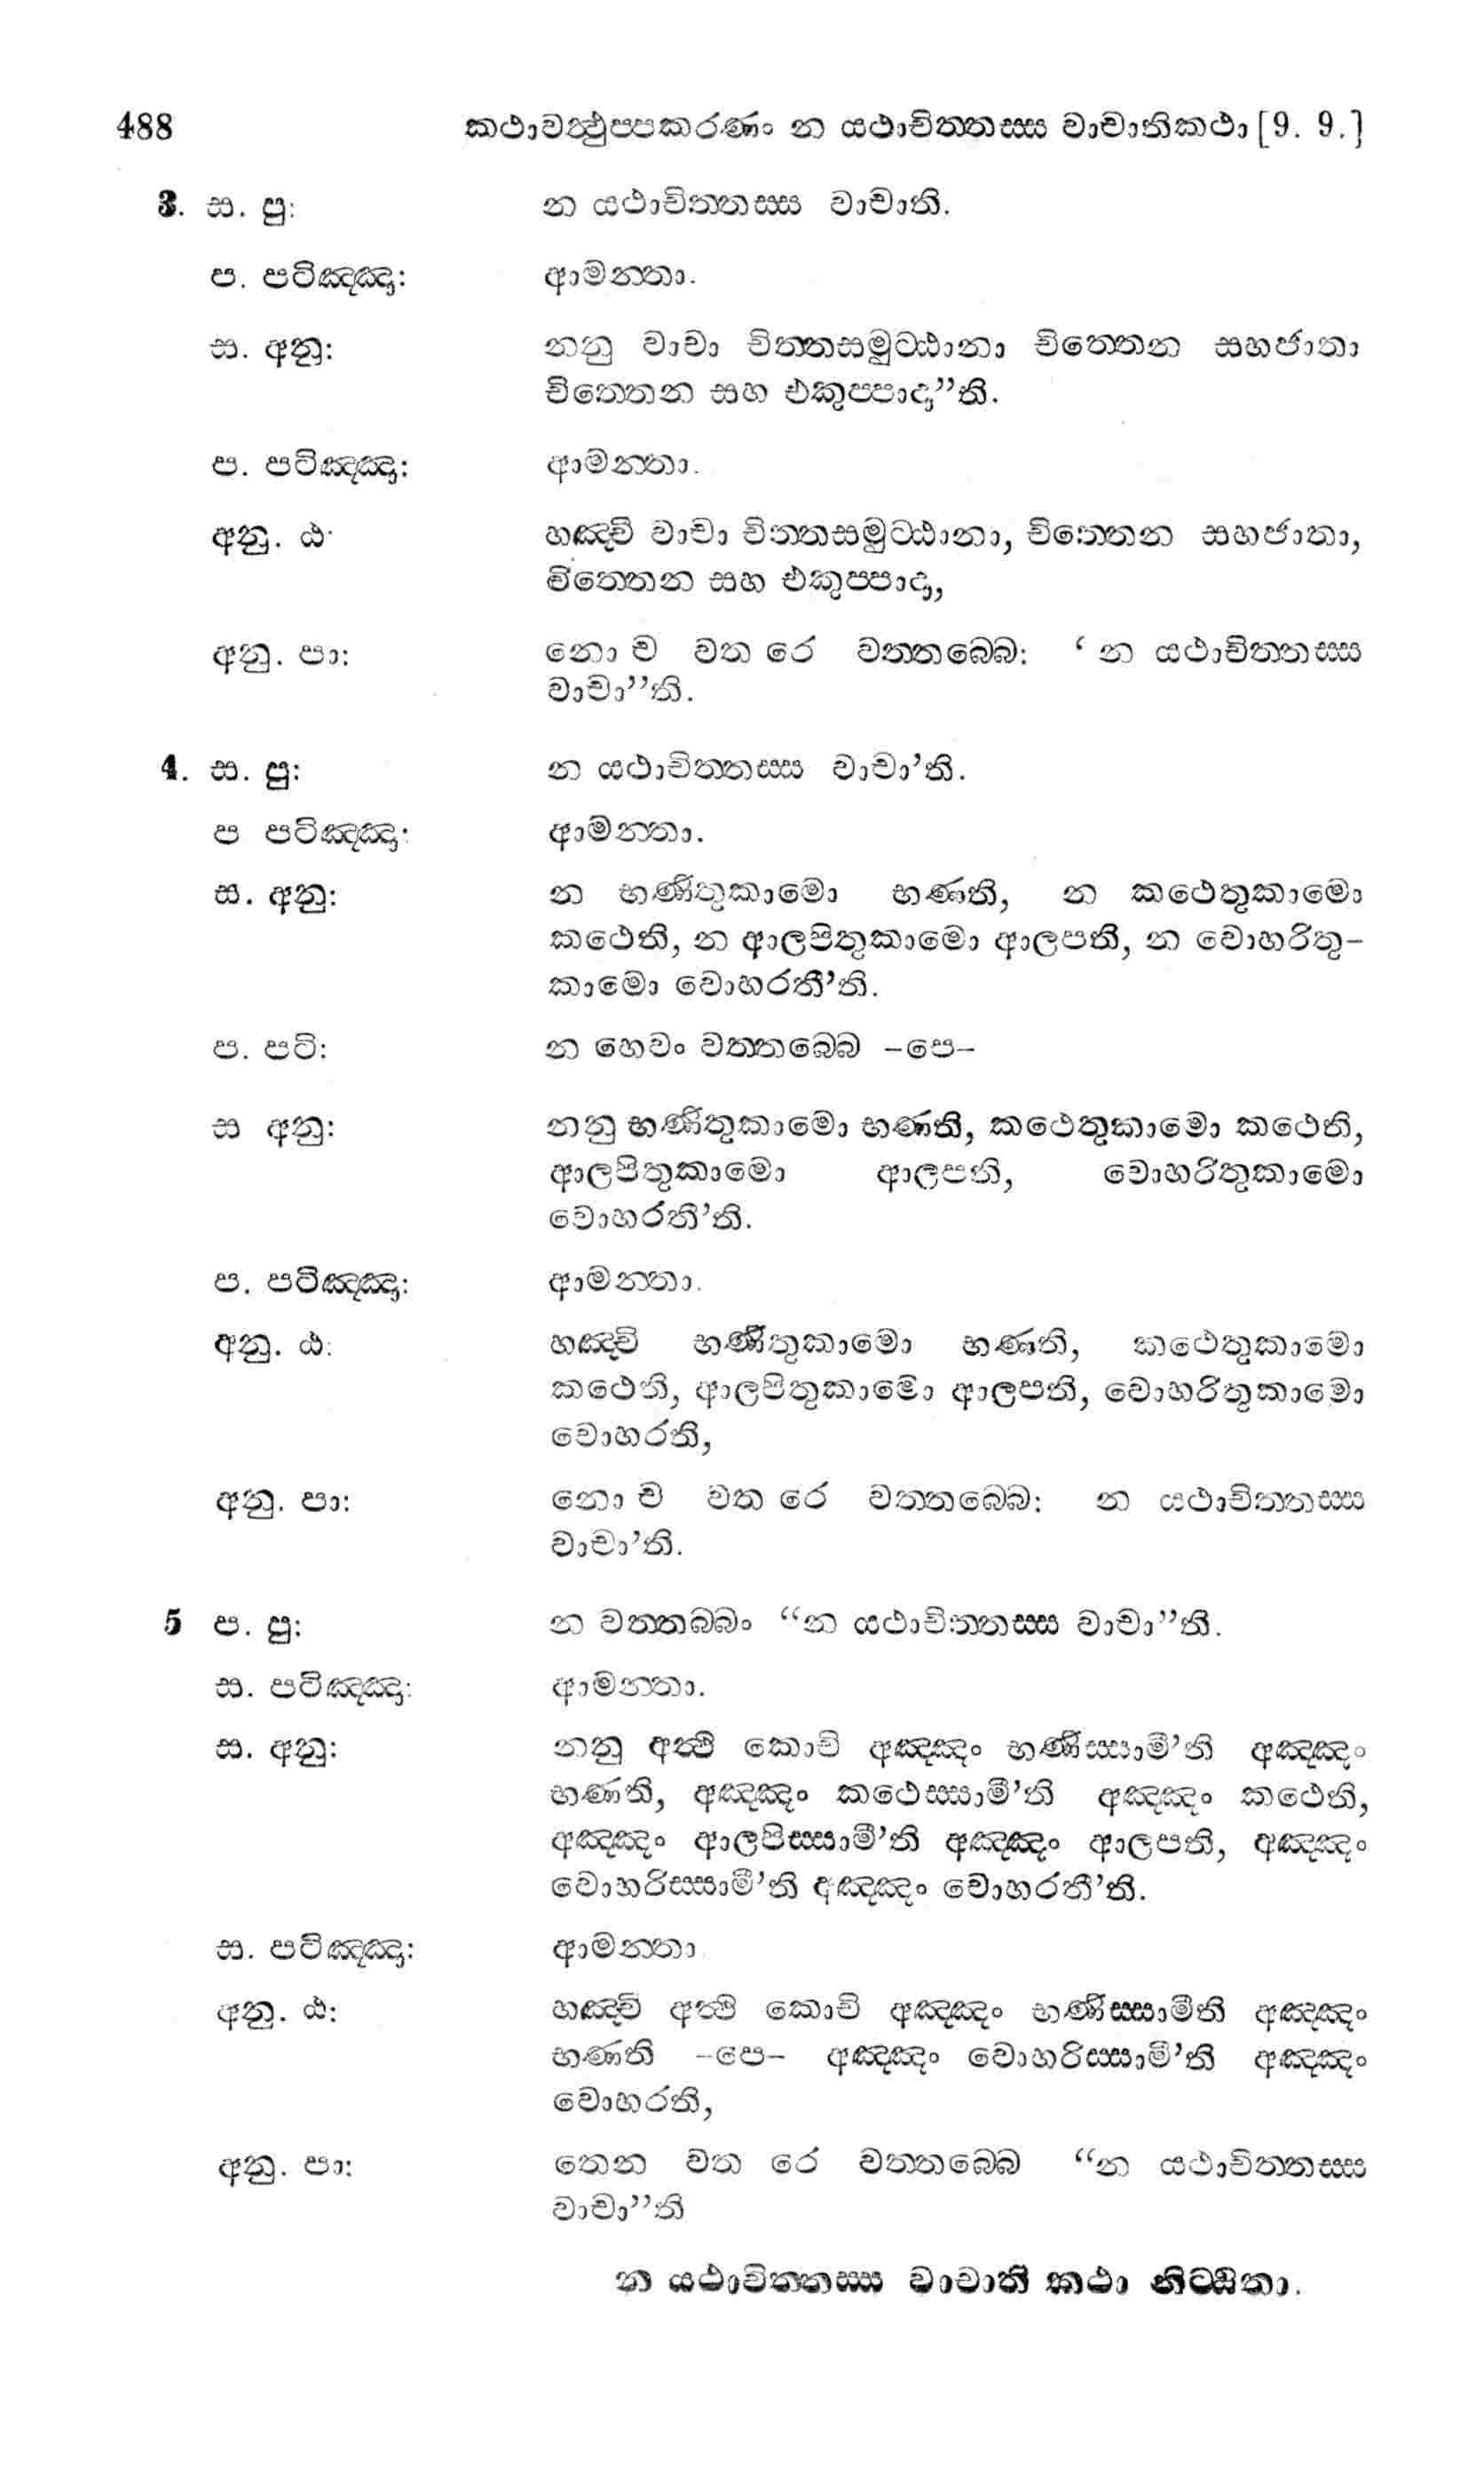 488 කථාවත්‍ථුප‍්පකරණං න යථාචිත‍්තස‍්ස වාචාතිකථා [9. 9.]
3. ස. පු: න යථාචිත‍්තස‍්ස වාචාති.
ප. පටිඤ‍්ඤා: ආමන‍්තා.
ස. අනු: නනු වාචා චිත‍්තසමුට‍්ඨානා චිත‍්තෙන සහජාතා
චිත‍්තෙන සහ එකුප‍්පාදා”ති.
ප. පටිඤ‍්ඤා: ආමන‍්තා.
අනු. ඨ· හඤ‍්චි වාචා චිත‍්තසමුට‍්ඨානා, චිත‍්තෙන සහජාතා,
චිත‍්තෙන සහ එකුප‍්පාදා,
අනු. පා: නො ච වත රෙ වත‍්තබ‍්බෙ: ‘ න යථාචිත‍්තස‍්ස
වාචා”ති.
4. ස. පු: න යථාචිත‍්තස‍්ස වාචා’ති.
ප පටිඤ‍්ඤා: ආමන‍්තා.
ස. අනු: න භණිතුකාමො භණති, න කථෙතුකාමො
කථෙති, න ආලපිතුකාමො ආලපති, න වොහරිතු-
කාමො වොහරතී’ති.
ප. පටි: න හෙවං වත‍්තබ‍්බෙ -පෙ-
ස අනු: නනු භණිතුකාමො භණති, කථෙතුකාමො කථෙති,
ආලපිතුකාමො ආලපති, වොහරිතුකාමො
වොහරතී’ති.
ප. පටිඤ‍්ඤා: ආමන‍්තා.
අනු. ඨ: හඤ‍්චි භණිතුකාමො භණති, කථෙතුකාමො
කථෙති, ආලපිතුකාමො ආලපති, වොහරිතුකාමො
වොහරති,
අනු. පා: නො ච වත රෙ වත‍්තබ‍්බෙ: න යථාචිත‍්තස‍්ස
වාචා’ති.
5 ප. පු: න වත‍්තබ‍්බං “න යථාචිත‍්තස‍්ස වාචා”ති.
ස. පටිඤ‍්ඤා: ආමන‍්තා.
ස. අනු: නනු අත්‍ථි කොචි අඤ‍්ඤං භණිස‍්සාමී’ති අඤ‍්ඤං
භණති, අඤ‍්ඤං කථෙස‍්සාමී’ති අඤ‍්ඤං කථෙති,
අඤ‍්ඤං ආලපිස‍්සාමී’ති අඤ‍්ඤං ආලපති, අඤ‍්ඤං
වොහරිස‍්සාමී’ති අඤ‍්ඤං වොහරතී’ති.
ස. පටිඤ‍්ඤා: ආමන‍්තා
අනු. ඨ: හඤ‍්චි අත්‍ථි කොචි අඤ‍්ඤං භණිස‍්සාමීති අඤ‍්ඤං
භණති -පෙ- අඤ‍්ඤං වොහරිස‍්සාමී’ති අඤ‍්ඤං
වොහරති,
අනු. පා: තෙන වත රෙ වත‍්තබ‍්බෙ “න යථාචිත‍්තස‍්ස
වාචා”ති
න යථාචිත‍්තස‍්ස වාචාති කථා නිට‍්ඨිතා.